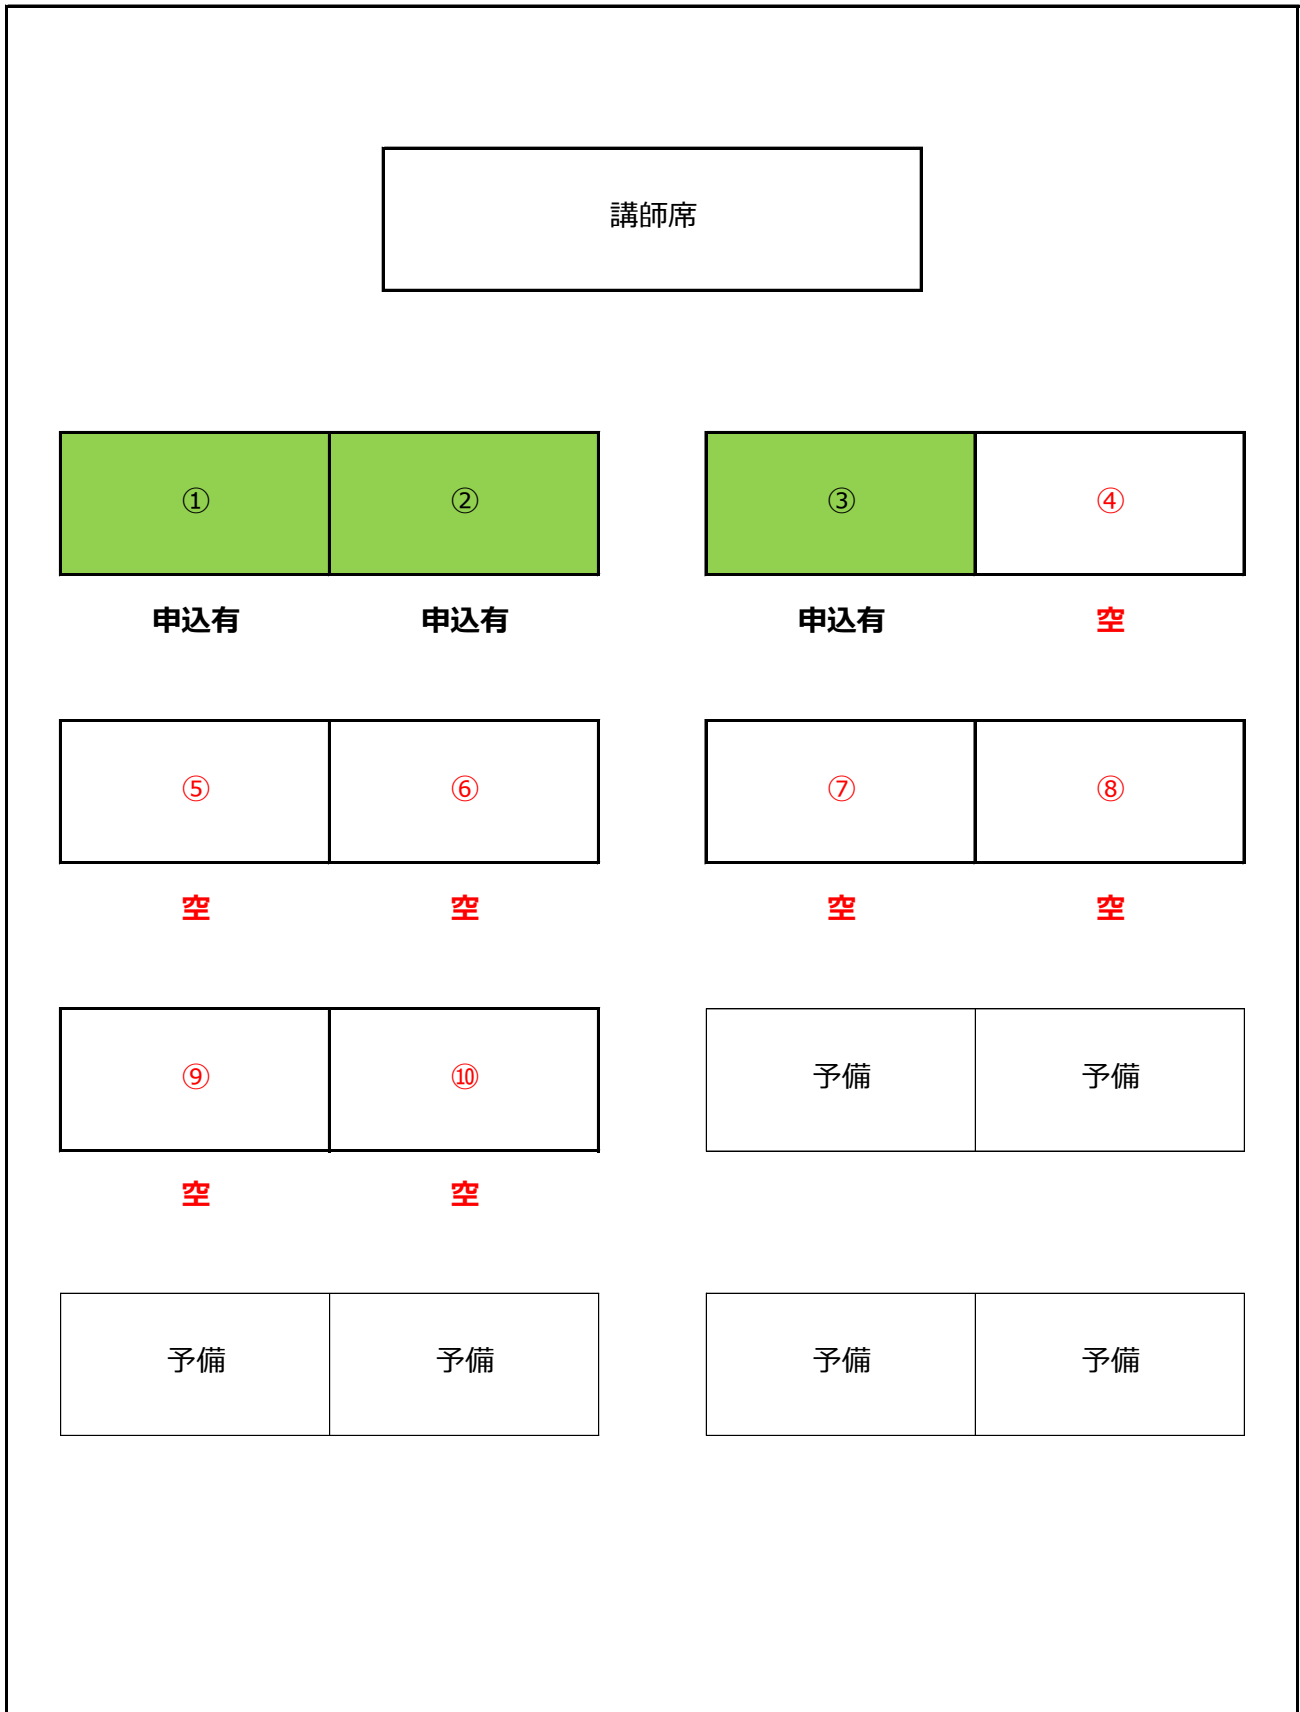 講師席
① ② ③ ④
申込有 申込有 申込有 空
⑤ ⑥ ⑦ ⑧
空 空 空 空
⑨ ⑩ 予備 予備
空 空
予備 予備 予備 予備